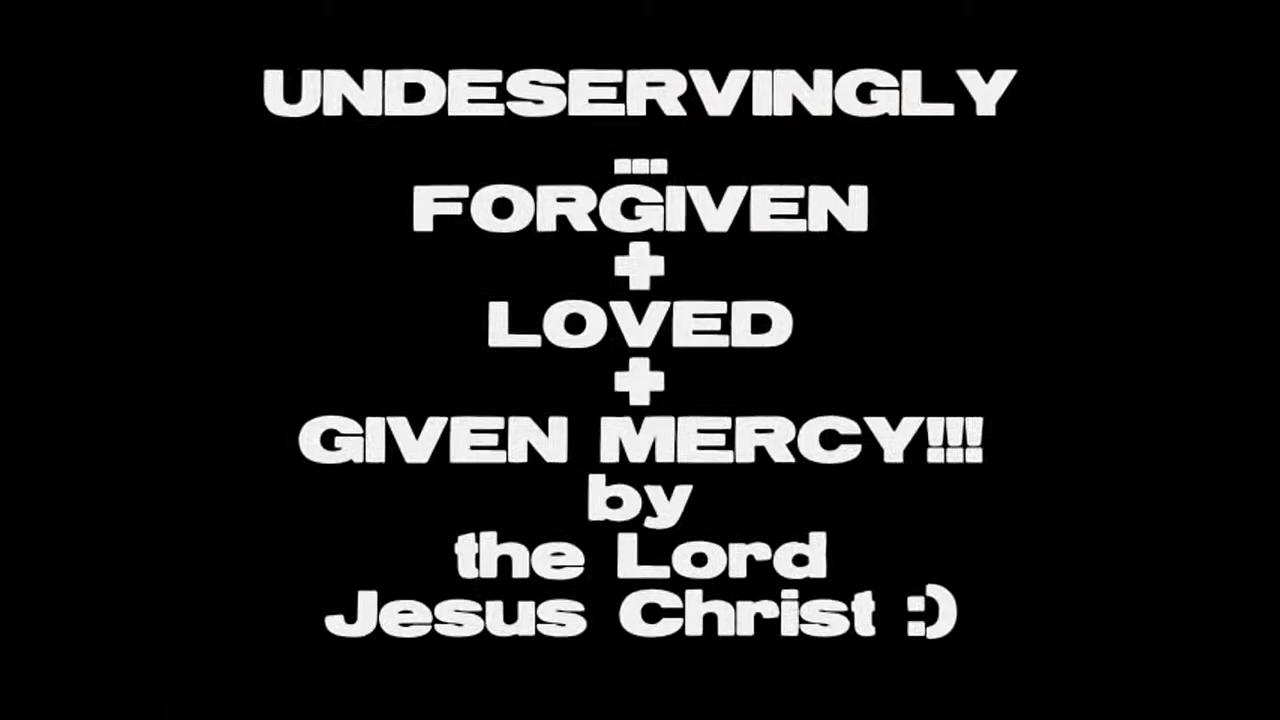 UNDESERVINGLY
...
FORGIVEN
+
LOVED
+
GIVEN MERCY!!!
by
the Lord
Jesus Christ :)